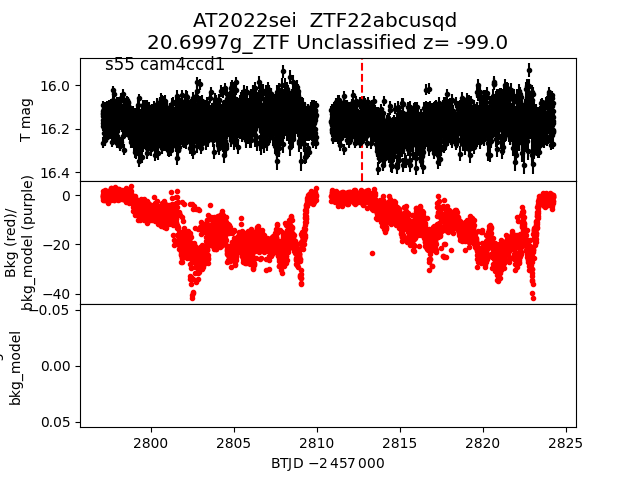 AT2022sei  ZTF22abcusqd
20.6997g_ZTF Unclassified z= -99.0
s55 cam4ccd1
16.0
16.2
16.4
T mag
0
−20
−40
Bkg (red)/
bkg_model (purple)
−0.05
0.00
0.05
bkg_model
2800
2805
2810
2815
2820
2825
BTJD −2 457 000